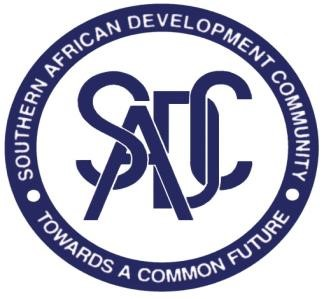 SOUTHERN AFRICAN DEVELOPMENT COMMUNITY
SADC
TOWARDS A COMMON FUTURE